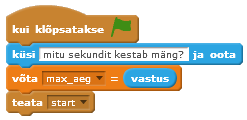 kui klõpsatakse
küsi mitu sekundit kestab mäng? ja oota
võta max_aeg = vastus
teata start